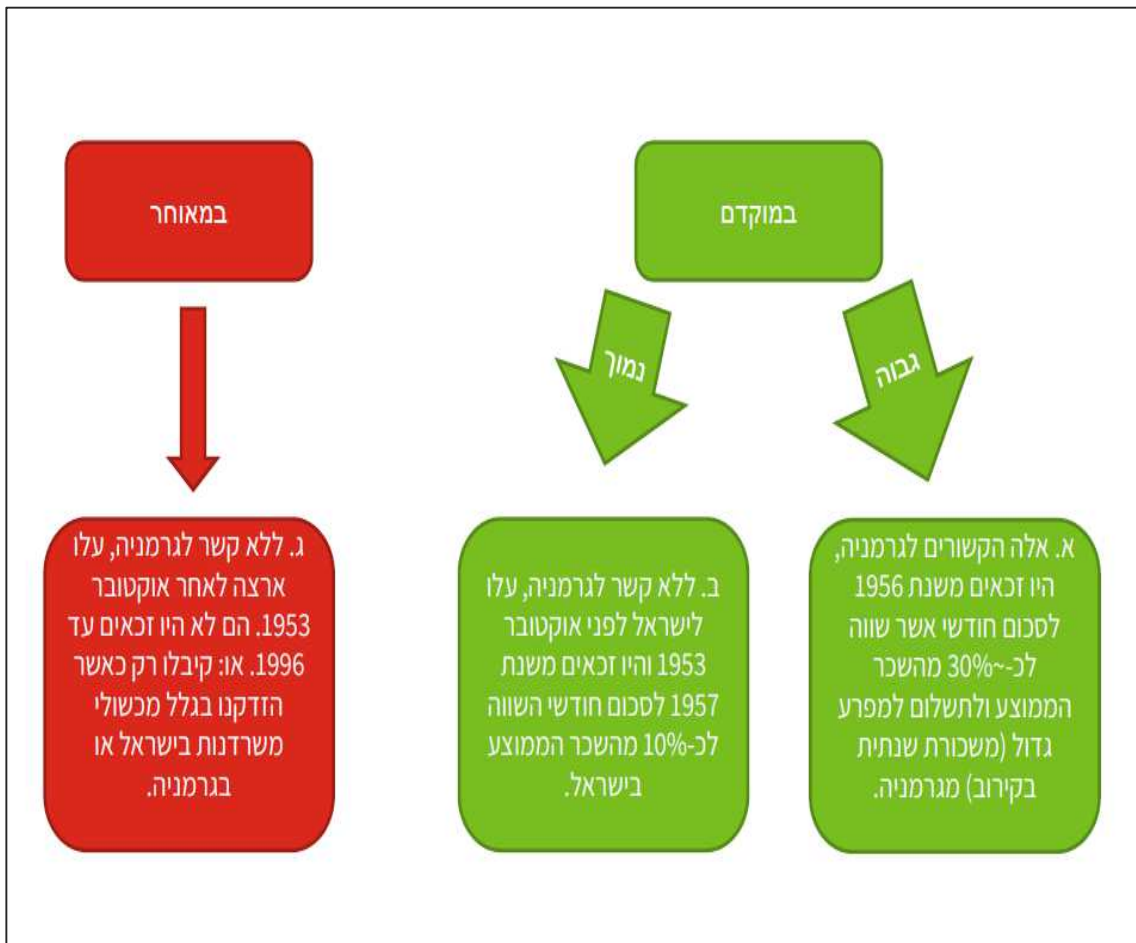 במוקדם
במאוחר
גבוה
נמוך
א. אלה הקשורים לגרמניה,
היו זכאים משנת 1956
לסכום חודשי אשר שווה
לכ-~30% מהשכר
הממוצע ולתשלום למפרע
גדול (משכורת שנתית
בקירוב) מגרמניה.
ב. ללא קשר לגרמניה, עלו
לישראל לפני אוקטובר
1953 והיו זכאים משנת
1957 לסכום חודשי השווה
לכ-10% מהשכר הממוצע
בישראל.
ג. ללא קשר לגרמניה, עלו
ארצה לאחר אוקטובר
1953. הם לא היו זכאים עד
1996. או: קיבלו רק כאשר
הזדקנו בגלל מכשולי
משרדנות בישראל או
בגרמניה.